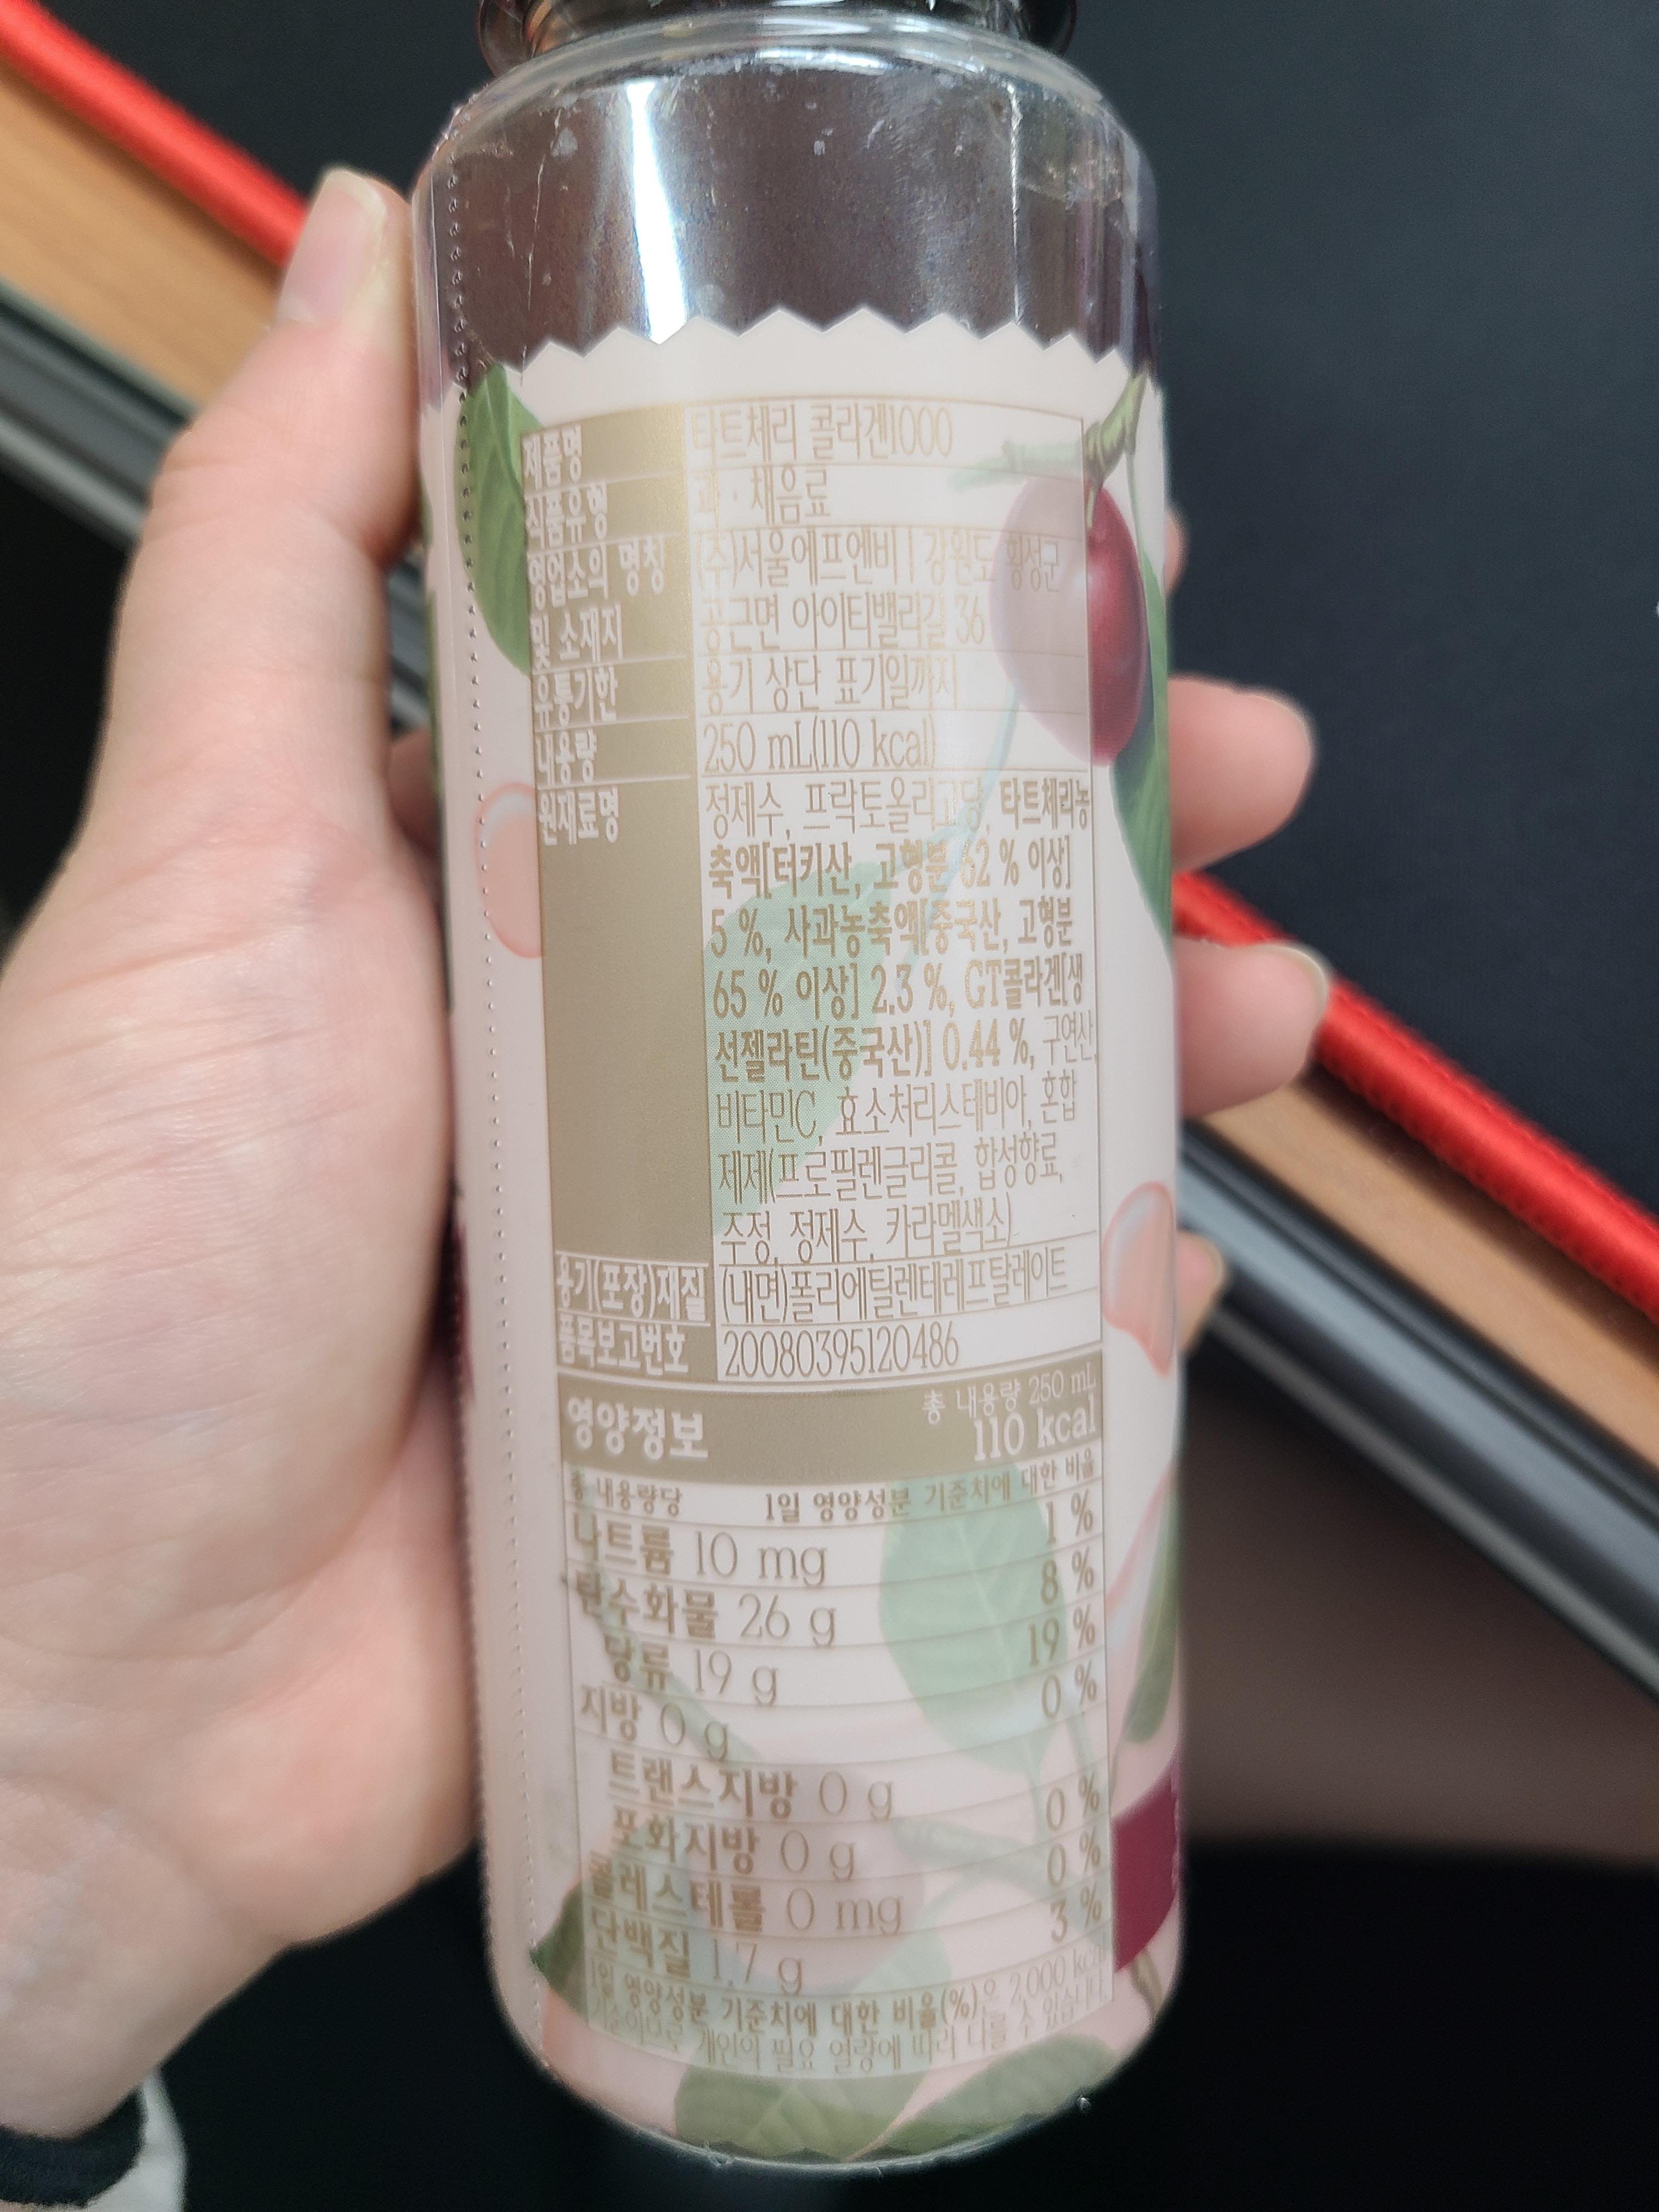 제품명 타트체리 콜라겐1000
식품유형 과·채음료
영업소의 명칭 (주)서울에프엔비 | 강원도 횡성군
및 소재지 공근면 아이티밸리길 36
유통기한 용기 상단 표기일까지
내용량 250 mL(110 kcal)
원재료명 정제수, 프락토올리고당, 타트체리농
축액[터키산, 고형분 62 % 이상]
5 %, 사과농축액[중국산, 고형분
65 % 이상] 2.3 %, GT콜라겐[생
선젤라틴(중국산)] 0.44 %, 구연산,
비타민C, 효소처리스테비아, 혼합
제제(프로필렌글리콜, 합성향료,
주정, 정제수, 카라멜색소)
용기(포장)재질 (내면)폴리에틸렌테레프탈레이트
품목보고번호 20080395120486
영양정보 총 내용량 250 mL
110 kcal
총 내용량당 1일 영양성분 기준치에 대한 비율
나트륨 10 mg 1 %
탄수화물 26 g 8 %
당류 19 g 19 %
지방 0 g 0 %
트랜스지방 0 g
포화지방 0 g 0 %
콜레스테롤 0 mg 0 %
단백질 1.7 g 3 %
1일 영양성분 기준치에 대한 비율(%)은 2,000 kcal
기준이므로 개인의 필요 열량에 따라 다를 수 있습니다.